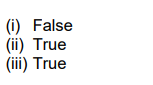 (i) False
(ii) True
(iii) True